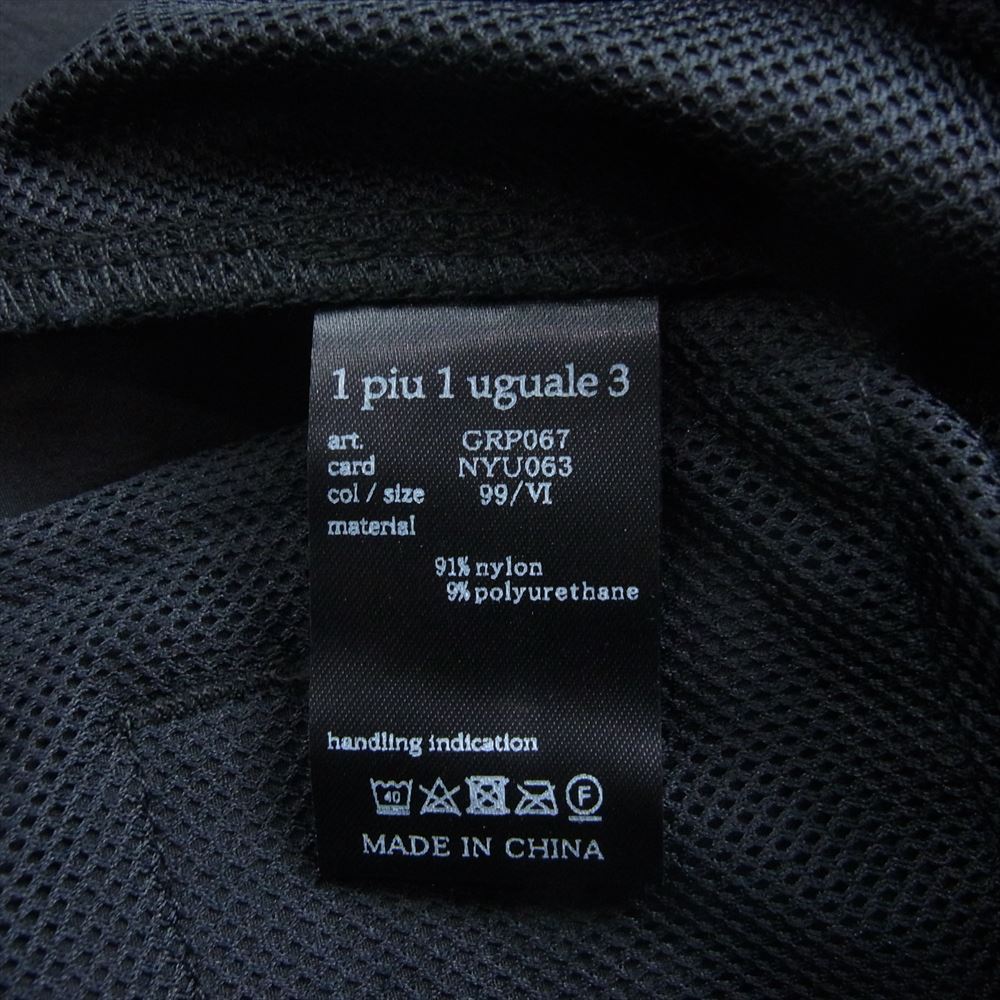 1 piu 1 uguale 3
art. GRP067
card NYU063
col / size 99/VI
material
91% nylon
9% polyurethane
handling indication
40 F
MADE IN CHINA